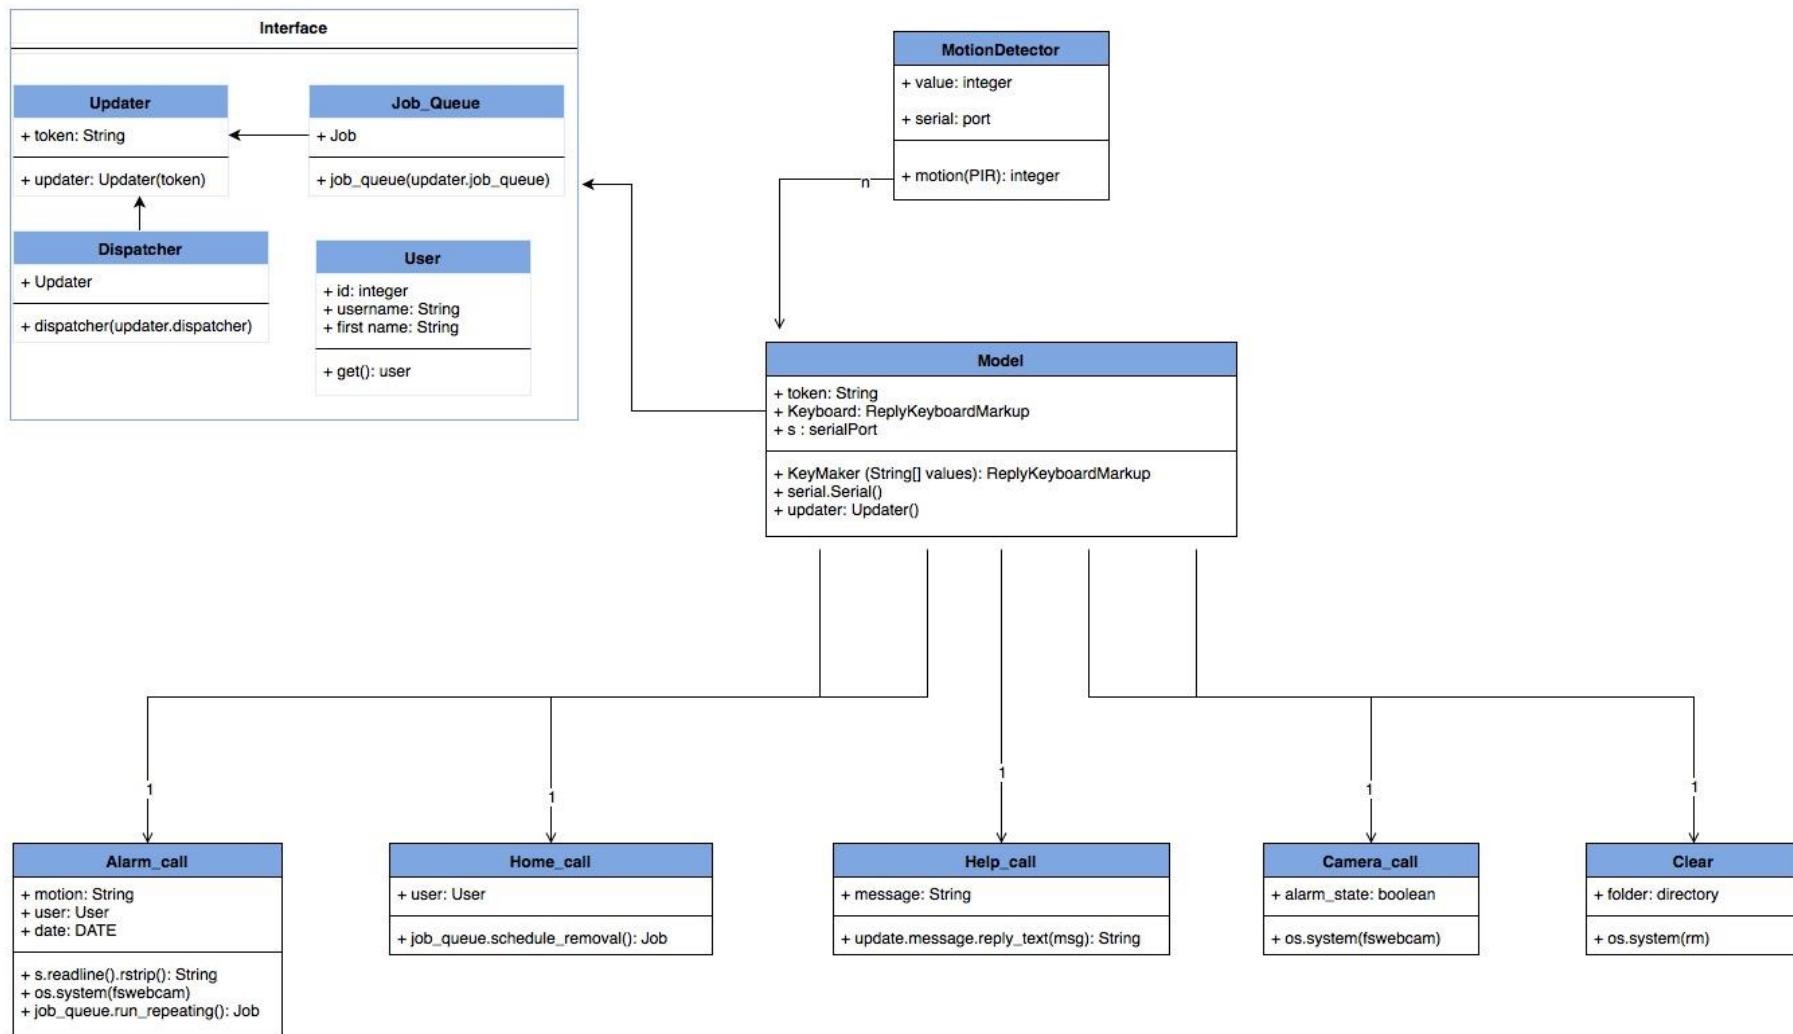 Interface
Updater
+ token: String
+ updater: Updater(token)
Job_Queue
+ Job
+ job_queue(updater.job_queue)
Dispatcher
+ Updater
+ dispatcher(updater.dispatcher)
User
+ id: integer
+ username: String
+ first name: String
+ get(): user
MotionDetector
+ value: integer
+ serial: port
+ motion(PIR): integer
n
Model
+ token: String
+ Keyboard: ReplyKeyboardMarkup
+ s : serialPort
+ KeyMaker (String[] values): ReplyKeyboardMarkup
+ serial.Serial()
+ updater: Updater()
1
1
1
1
1
Alarm_call
+ motion: String
+ user: User
+ date: DATE
+ s.readline().rstrip(): String
+ os.system(fswebcam)
+ job_queue.run_repeating(): Job
Home_call
+ user: User
+ job_queue.schedule_removal(): Job
Help_call
+ message: String
+ update.message.reply_text(msg): String
Camera_call
+ alarm_state: boolean
+ os.system(fswebcam)
Clear
+ folder: directory
+ os.system(rm)